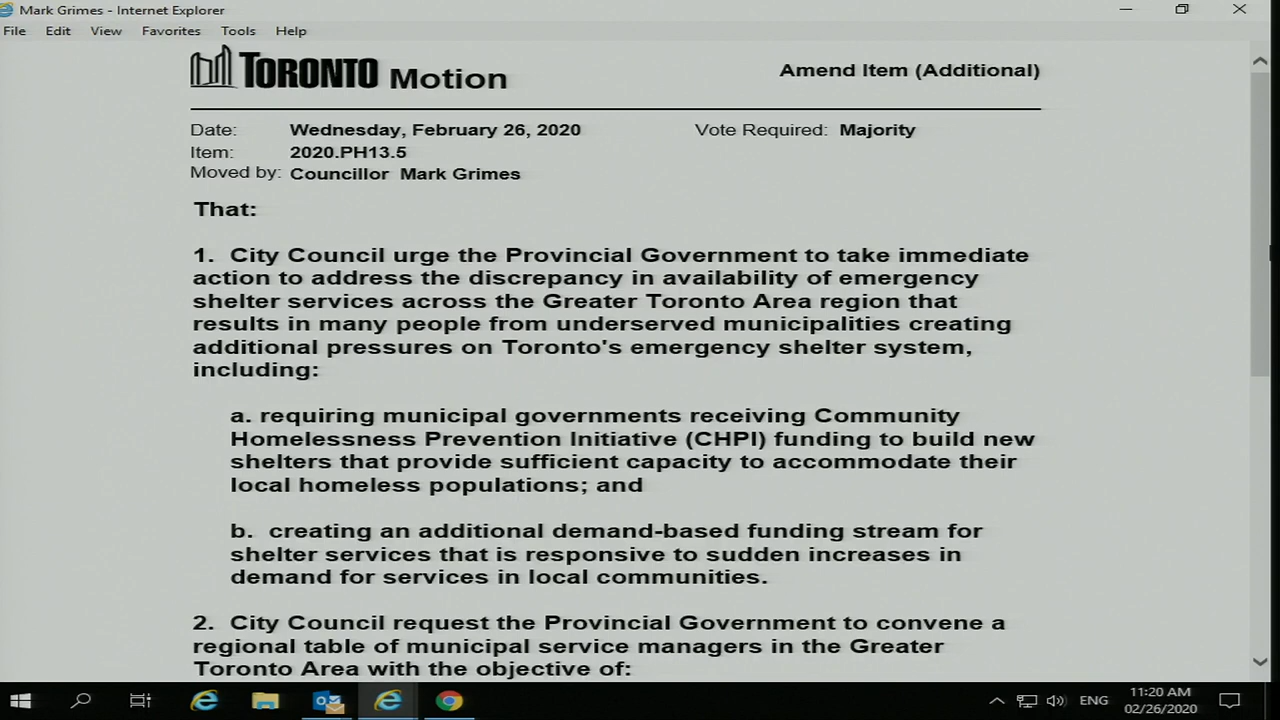 Mark Grimes - Internet Explorer
File Edit View Favorites Tools Help
TORONTO Motion
Amend Item (Additional)
Date: Wednesday, February 26, 2020
Vote Required: Majority
Item: 2020.PH13.5
Moved by: Councillor Mark Grimes
That:
1. City Council urge the Provincial Government to take immediate
action to address the discrepancy in availability of emergency
shelter services across the Greater Toronto Area region that
results in many people from underserved municipalities creating
additional pressures on Toronto's emergency shelter system,
including:
a. requiring municipal governments receiving Community
Homelessness Prevention Initiative (CHPI) funding to build new
shelters that provide sufficient capacity to accommodate their
local homeless populations; and
b. creating an additional demand-based funding stream for
shelter services that is responsive to sudden increases in
demand for services in local communities.
2. City Council request the Provincial Government to convene a
regional table of municipal service managers in the Greater
Toronto Area with the objective of:
ENG
11:20 AM
02/26/2020